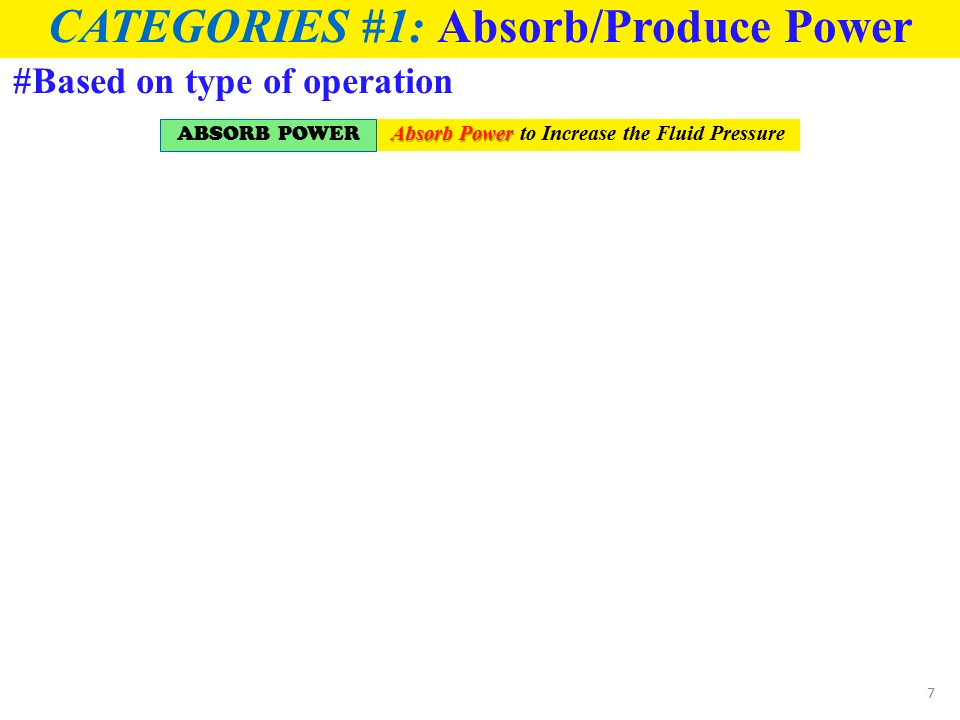 CATEGORIES #1: Absorb/Produce Power
#Based on type of operation
ABSORB POWER Absorb Power to Increase the Fluid Pressure
7